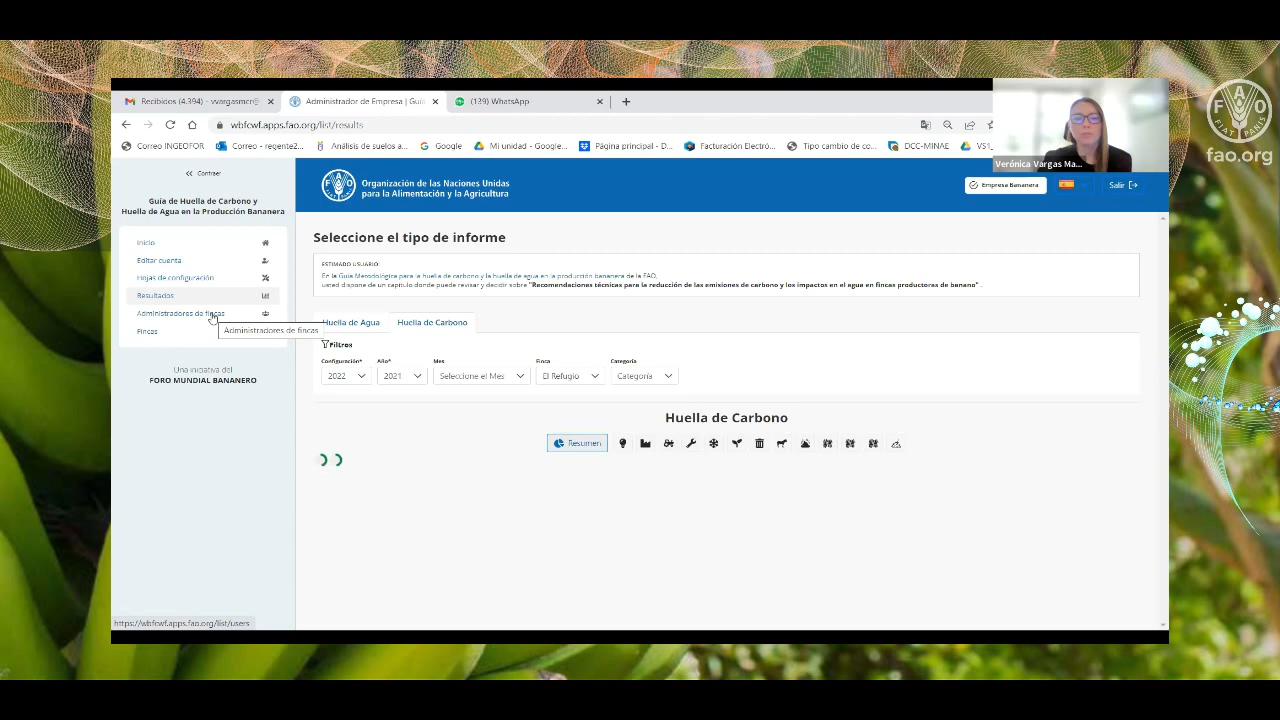 Recibidos (4.394) - vvargasmcr@
Administrador de Empresa | Guí
(139) WhatsApp
wbfcwf.apps.fao.org/list/results
Correo INGEOFOR
Correo - regente2...
Análisis de suelos a...
Google
Mi unidad - Google...
Página principal - D...
Facturación Electró...
Tipo cambio de co...
DCC-MINAE
VS1_
Verónica Vargas Ma...
FAO
FIAT PANIS
fao.org
Contraer
Guía de Huella de Carbono y
Huella de Agua en la Producción Bananera
Inicio
Editar cuenta
Hojas de configuración
Resultados
Administradores de fincas
Fincas
Administradores de fincas
Una iniciativa del
FORO MUNDIAL BANANERO
Organización de las Naciones Unidas
para la Alimentación y la Agricultura
Empresa Bananera
Salir
Seleccione el tipo de informe
ESTIMADO USUARIO:
En la Guía Metodológica para la huella de carbono y la huella de agua en la producción bananera de la FAO,
usted dispone de un capítulo donde puede revisar y decidir sobre "Recomendaciones técnicas para la reducción de las emisiones de carbono y los impactos en el agua en fincas productoras de banano" .
Huella de Agua
Huella de Carbono
Filtros
Configuración*
Año*
Mes
Finca
Categoría
2022
2021
Seleccione el Mes
El Refugio
Categoría
Huella de Carbono
Resumen
https://wbfcwf.apps.fao.org/list/users